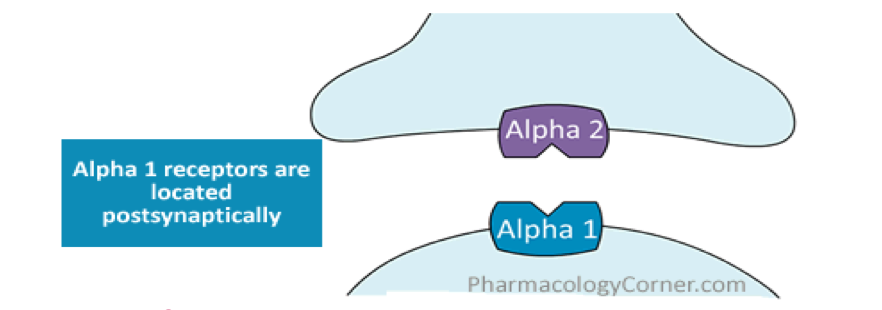 Alpha 2
Alpha 1 receptors are
located
postsynaptically
Alpha 1
PharmacologyCorner.com